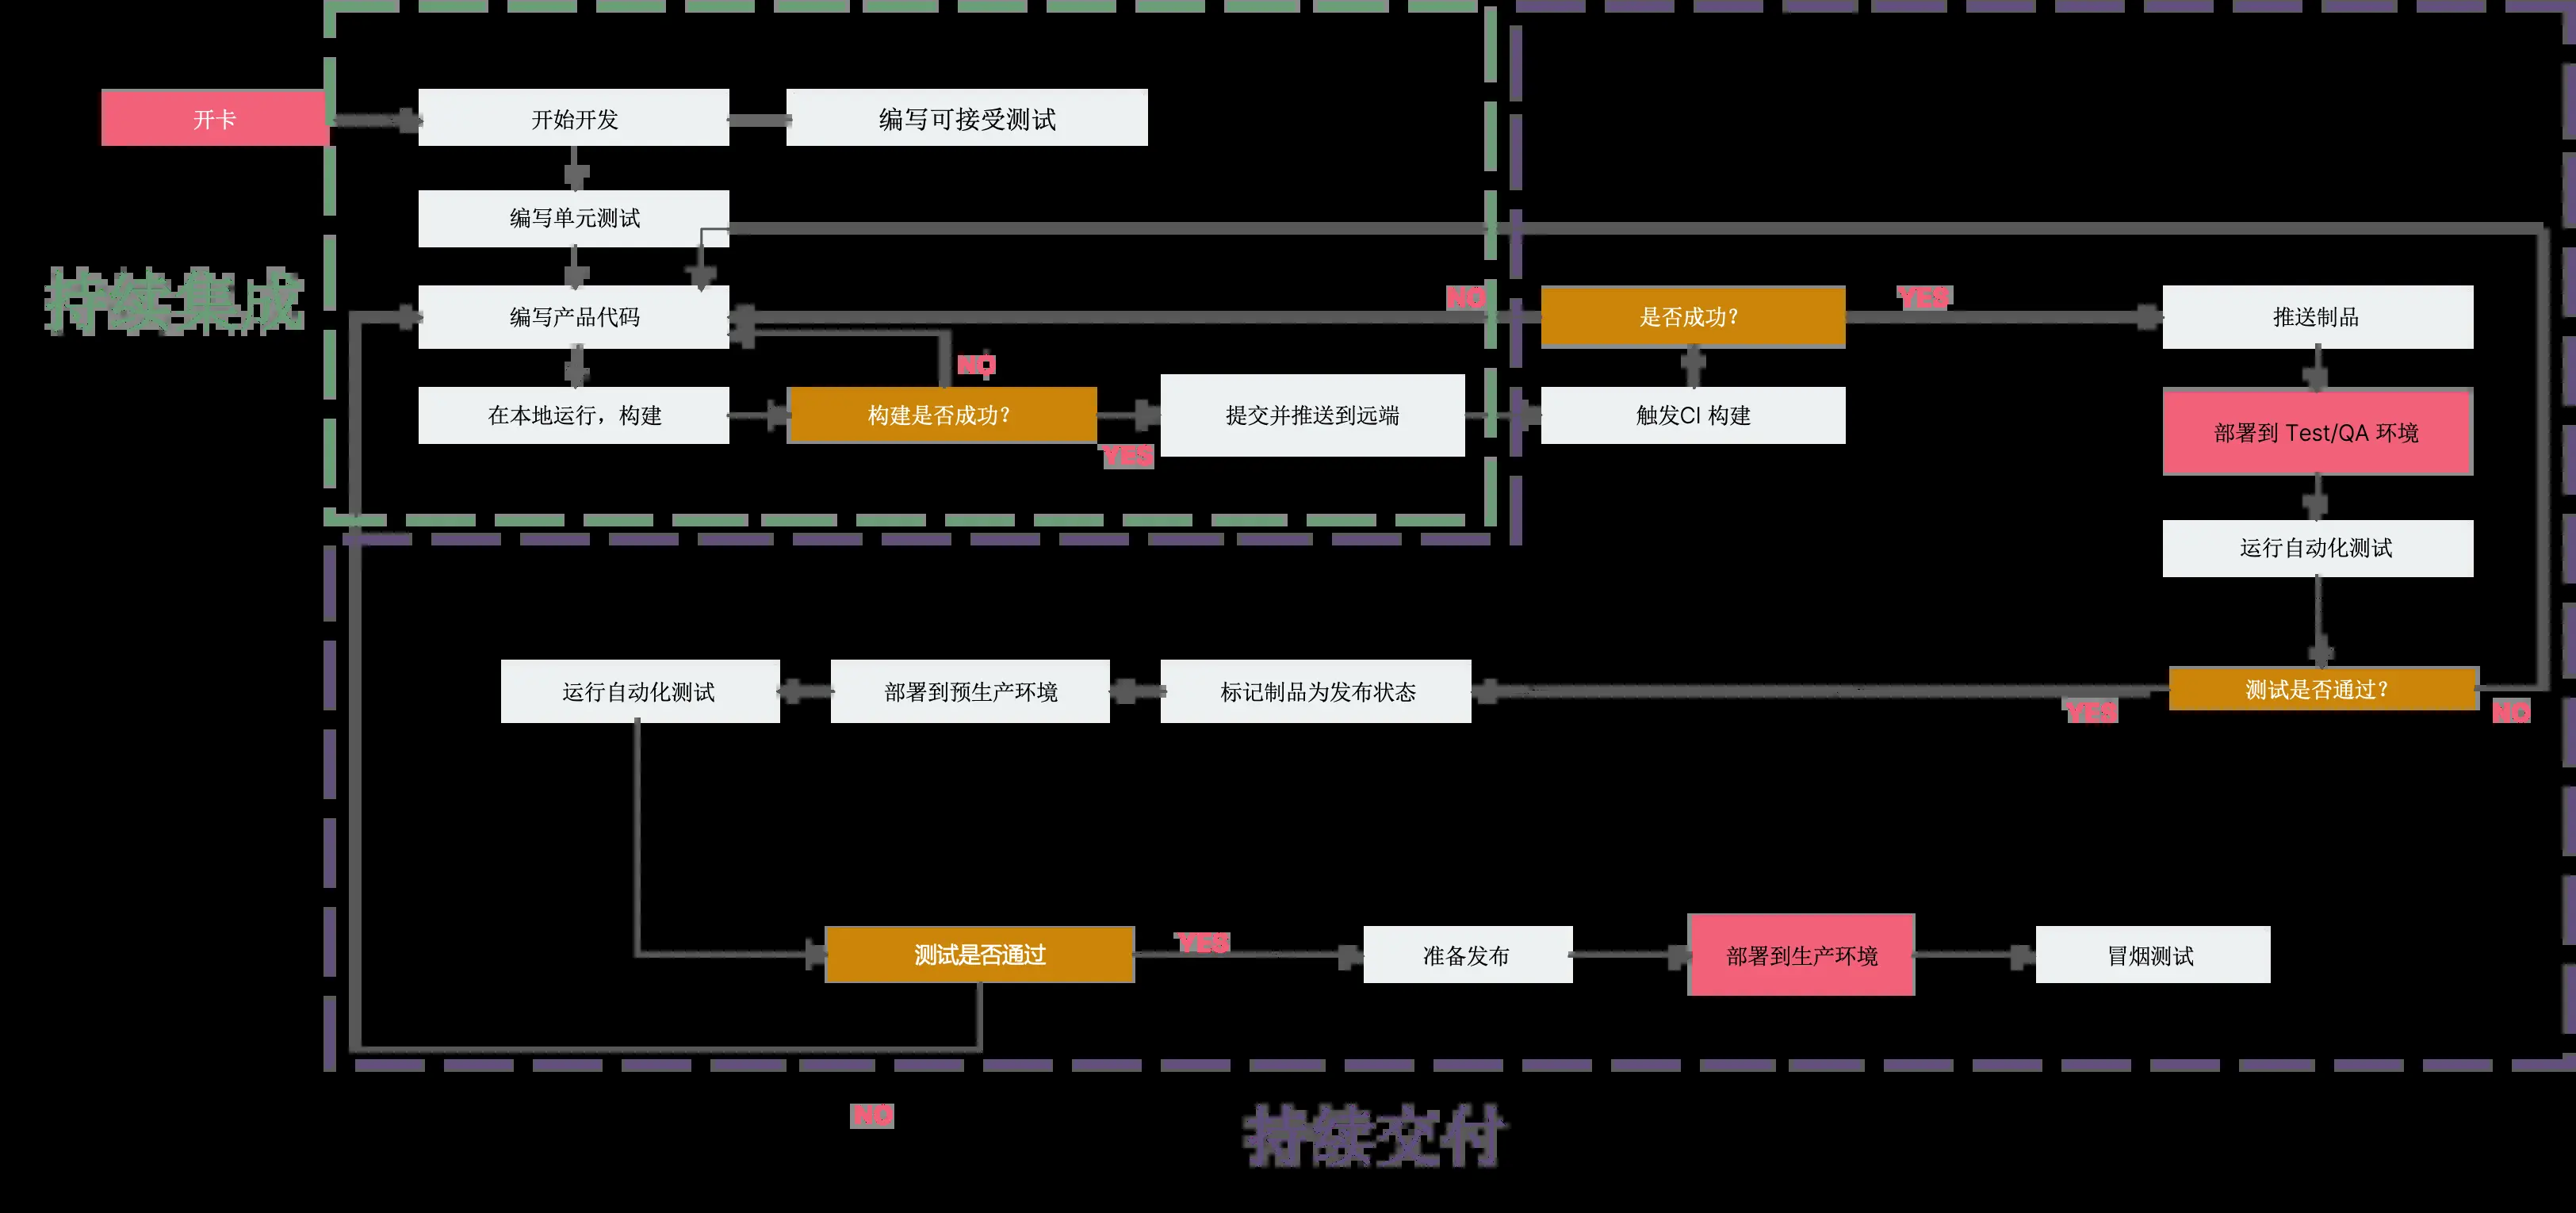 开卡
开始开发
编写可接受测试
编写单元测试
持续集成
编写产品代码
NO
是否成功？
YES
推送制品
NO
在本地运行，构建
构建是否成功？
YES
提交并推送到远端
触发CI 构建
部署到 Test/QA 环境
运行自动化测试
运行自动化测试
部署到预生产环境
标记制品为发布状态
YES
测试是否通过？
NO
测试是否通过
YES
准备发布
部署到生产环境
冒烟测试
NO
持续交付